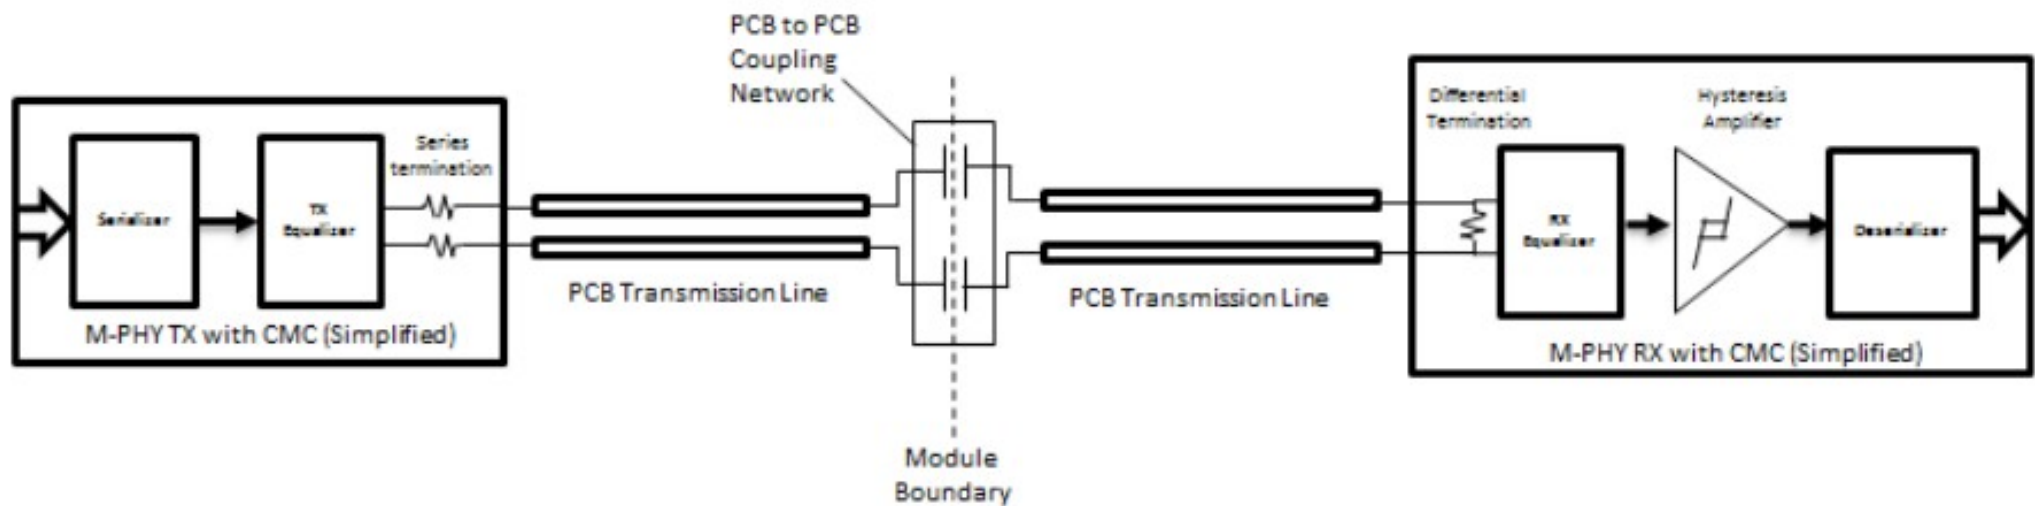 PCB to PCB
Coupling
Network
Series
termination
Serializer
TX
Equalizer
M-PHY TX with CMC (Simplified)
PCB Transmission Line
Module
Boundary
PCB Transmission Line
Differential
Termination
Hysteresis
Amplifier
RX
Equalizer
Deserializer
M-PHY RX with CMC (Simplified)